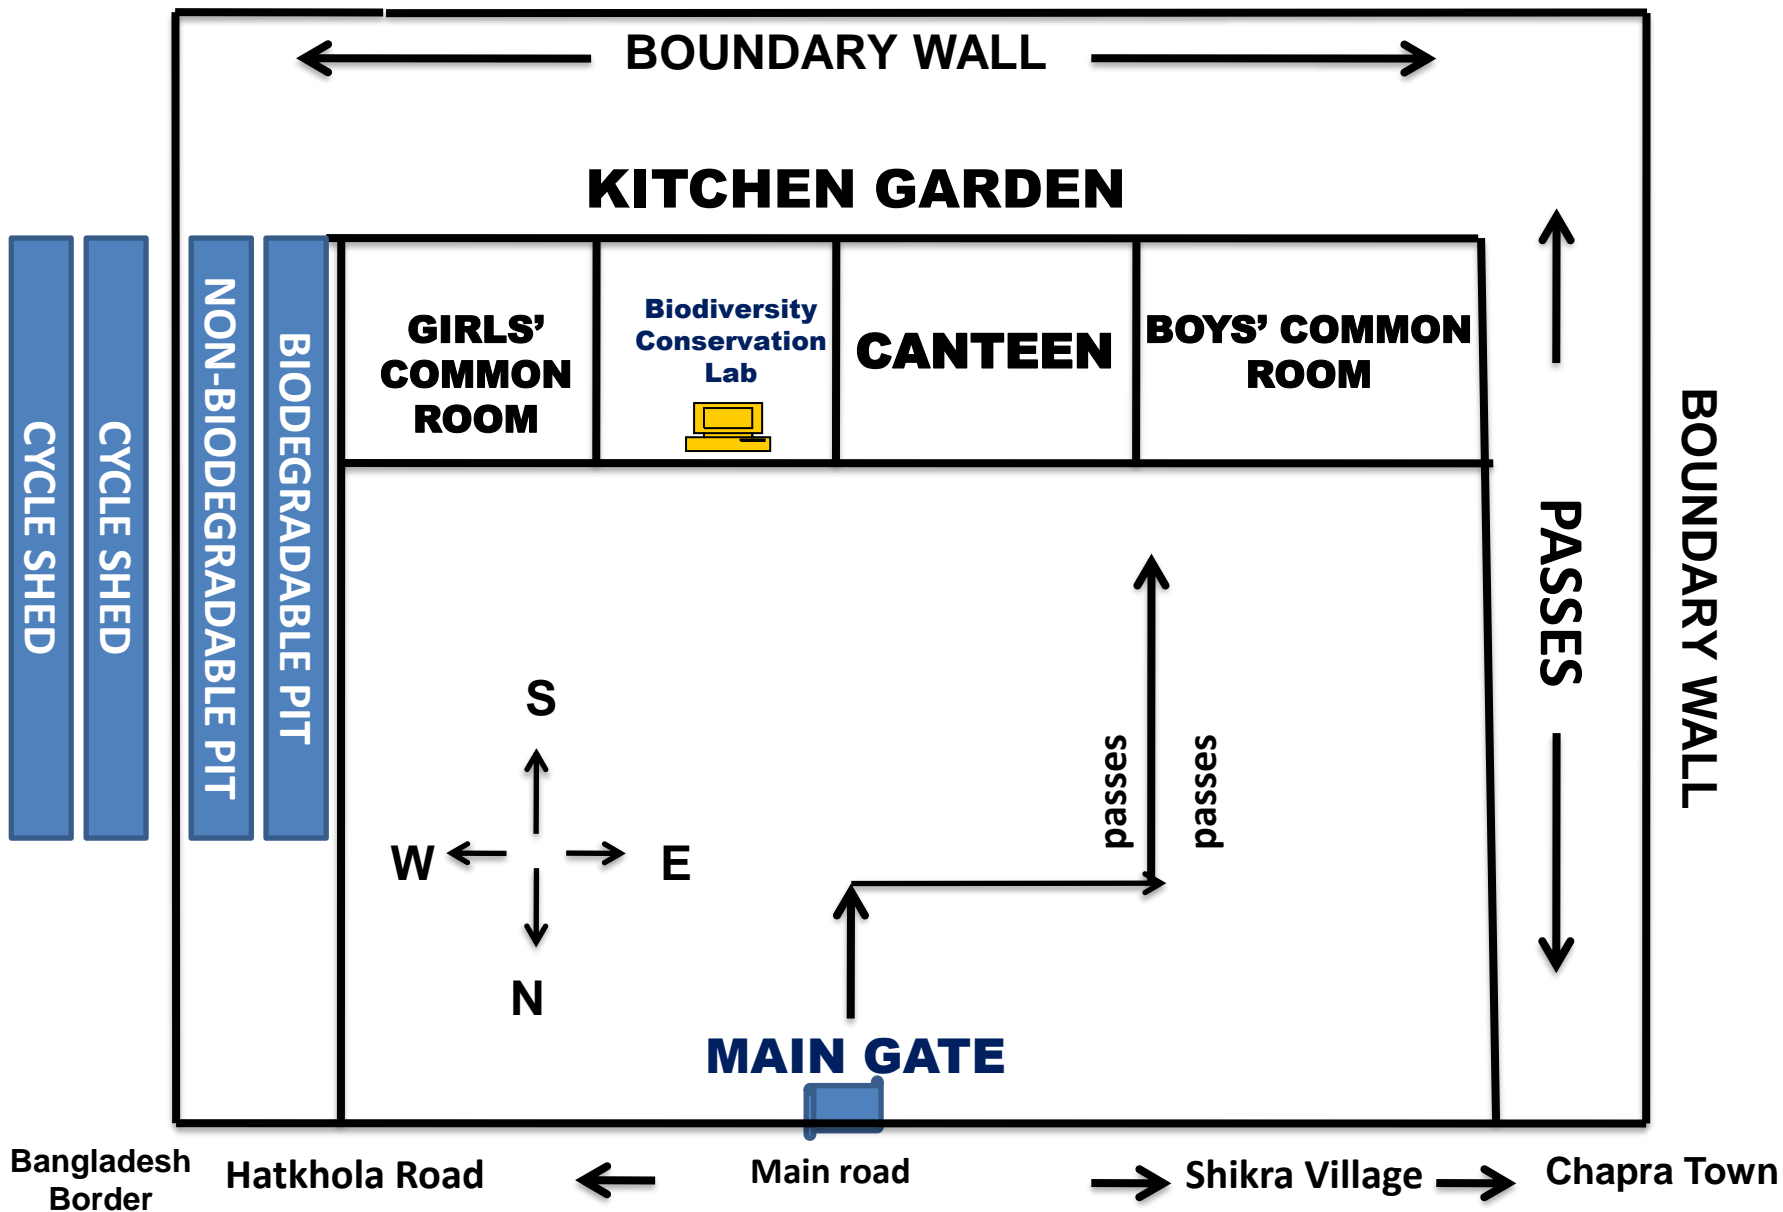 BOUNDARY WALL
KITCHEN GARDEN
CYCLE SHED
CYCLE SHED
NON-BIODEGRADABLE PIT
BIODEGRADABLE PIT
GIRLS’
COMMON
ROOM
Biodiversity
Conservation
Lab
CANTEEN
BOYS’ COMMON
ROOM
PASSES
BOUNDARY WALL
passes
passes
S
W
E
N
MAIN GATE
Bangladesh
Border
Hatkhola Road
Main road
Shikra Village
Chapra Town